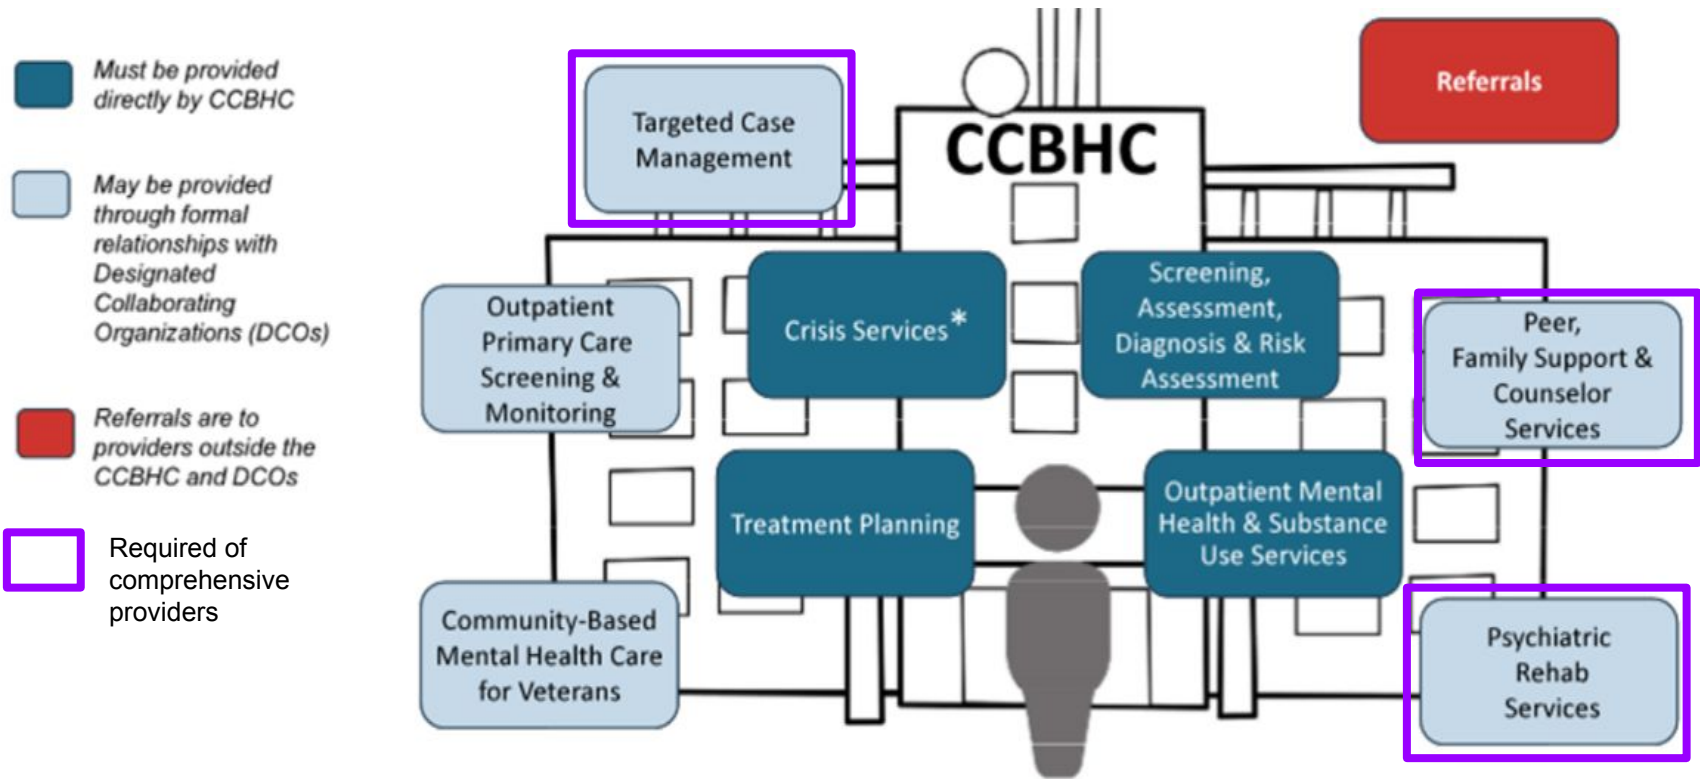 Must be provided
directly by CCBHC
May be provided
through formal
relationships with
Designated
Collaborating
Organizations (DCOs)
Referrals are to
providers outside the
CCBHC and DCOs
Required of
comprehensive
providers
Targeted Case
Management
CCBHC
Referrals
Outpatient
Primary Care
Screening &
Monitoring
Crisis Services*
Screening,
Assessment,
Diagnosis & Risk
Assessment
Peer,
Family Support &
Counselor
Services
Treatment Planning
Outpatient Mental
Health & Substance
Use Services
Community-Based
Mental Health Care
for Veterans
Psychiatric
Rehab
Services